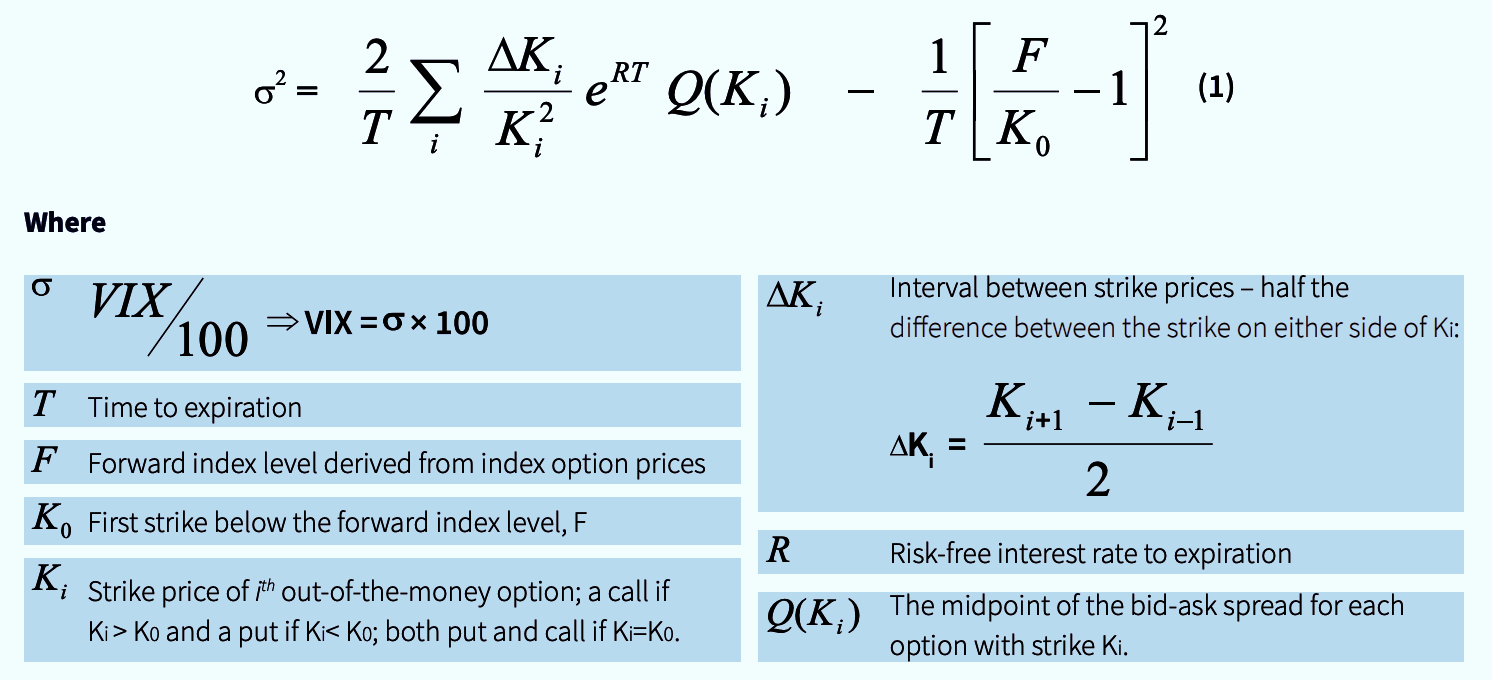 σ² = 2/T ∑ᵢ ΔKᵢ/Kᵢ² e^RT Q(Kᵢ) − 1/T [F/K₀ − 1]² (1)
Where
σ VIX/100 ⇒ VIX = σ × 100
T Time to expiration
F Forward index level derived from index option prices
K₀ First strike below the forward index level, F
Kᵢ Strike price of iᵗʰ out-of-the-money option; a call if
Ki > K0 and a put if Ki< K0; both put and call if Ki=K0.
ΔKᵢ Interval between strike prices – half the
difference between the strike on either side of Ki:
ΔKᵢ = Kᵢ₊₁ − Kᵢ₋₁ / 2
R Risk-free interest rate to expiration
Q(Kᵢ) The midpoint of the bid-ask spread for each
option with strike Ki.